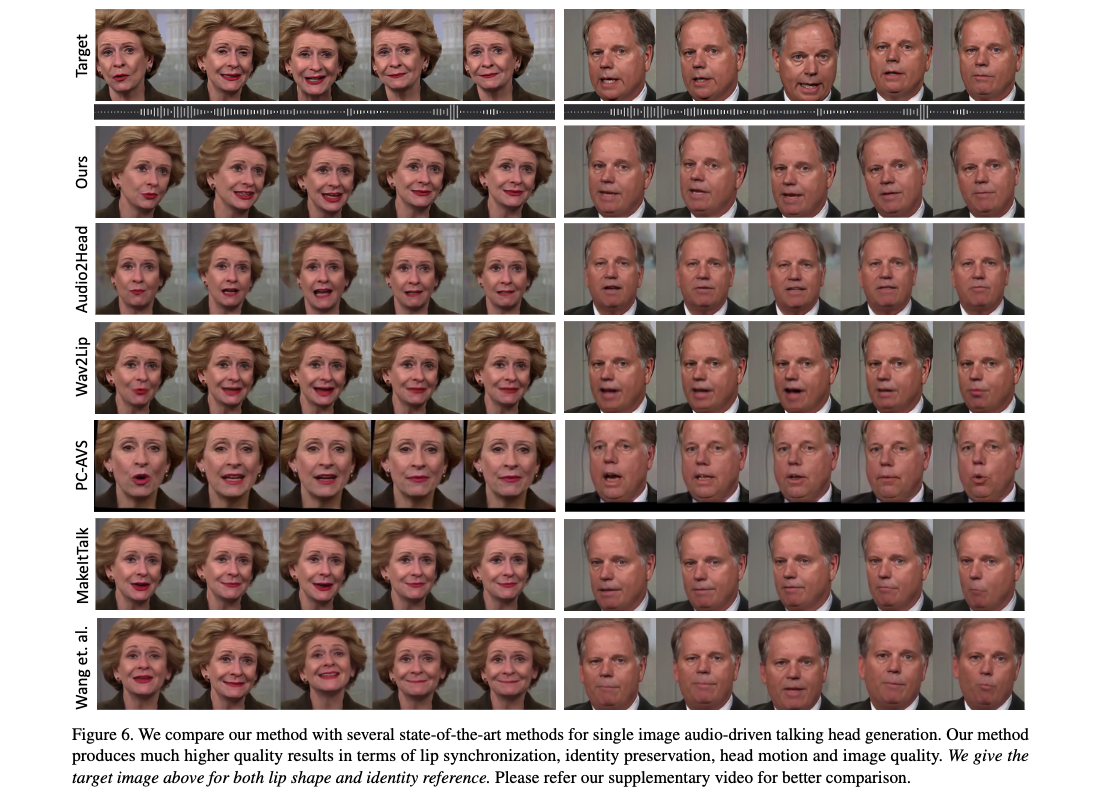 Target
Ours
Audio2Head
Wav2Lip
PC-AVS
MakeItTalk
Wang et. al.
Figure 6. We compare our method with several state-of-the-art methods for single image audio-driven talking head generation. Our method
produces much higher quality results in terms of lip synchronization, identity preservation, head motion and image quality. We give the
target image above for both lip shape and identity reference. Please refer our supplementary video for better comparison.